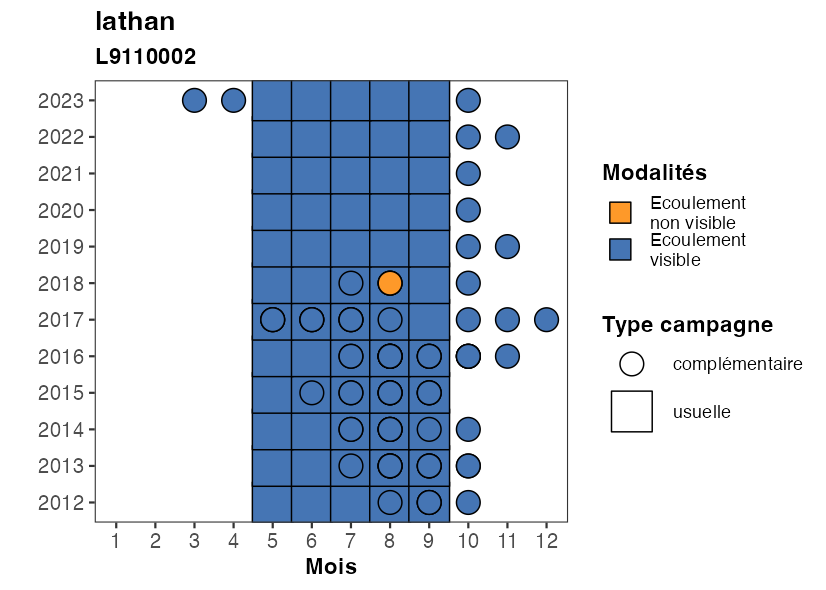 lathan
L9110002
2023
2022
2021
2020
2019
2018
2017
2016
2015
2014
2013
2012
1 2 3 4 5 6 7 8 9 10 11 12
Mois
Modalités
Ecoulement
non visible
Ecoulement
visible
Type campagne
complémentaire
usuelle